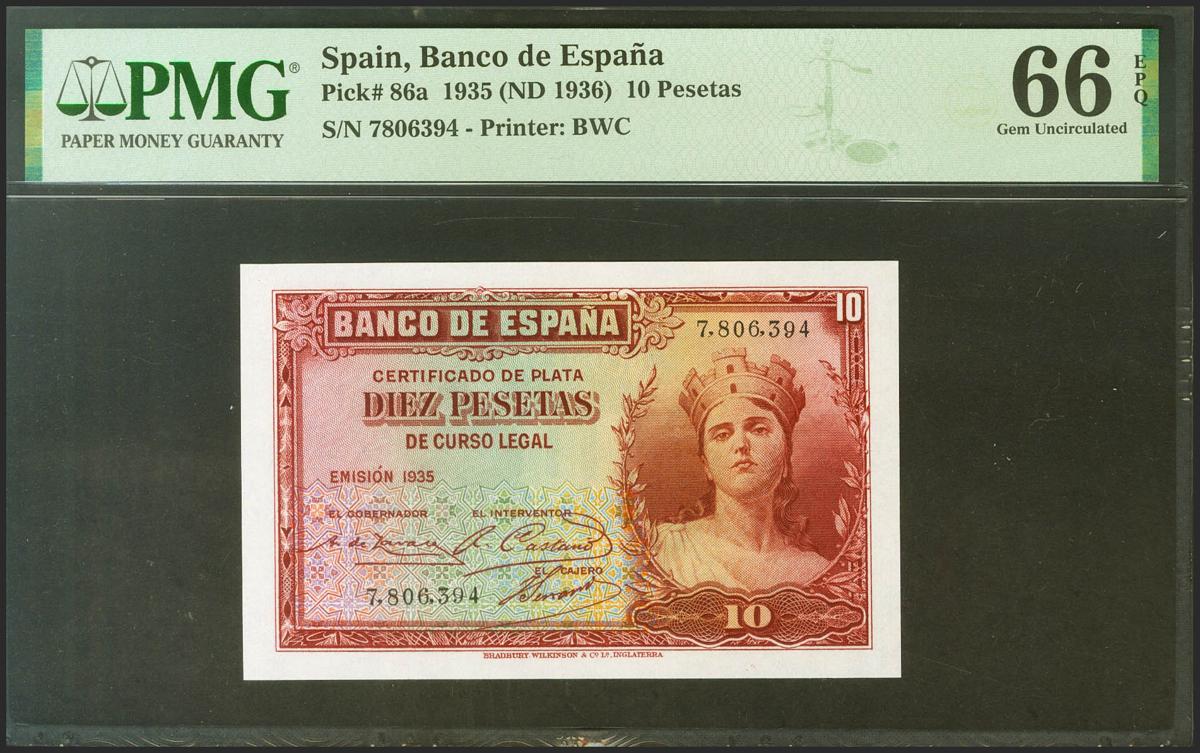 PMG®
PAPER MONEY GUARANTY
Spain, Banco de España
Pick# 86a 1935 (ND 1936) 10 Pesetas
S/N 7806394 - Printer: BWC
66 EPQ
Gem Uncirculated
10
BANCO DE ESPAÑA
7,806,394
CERTIFICADO DE PLATA
DIEZ PESETAS
DE CURSO LEGAL
EMISIÓN 1935
EL GOBERNADOR EL INTERVENTOR
EL CAJERO
7,806,394
10
BRADBURY, WILKINSON & Cº Lº, INGLATERRA